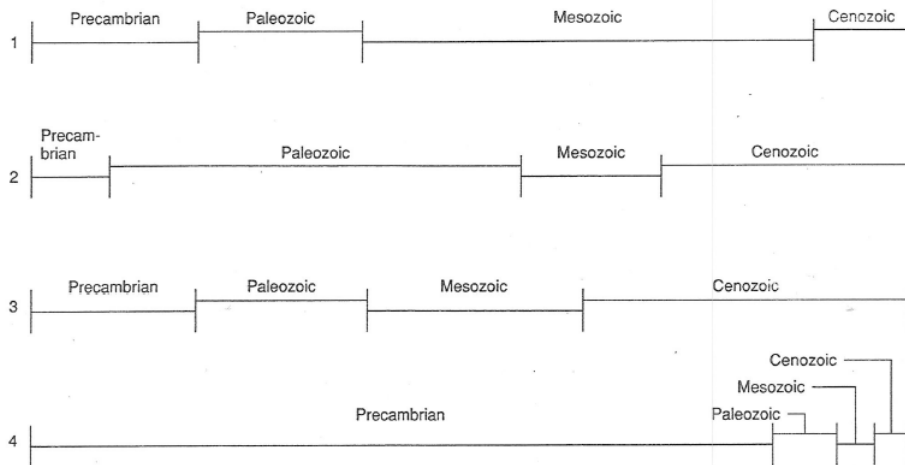 Precambrian Paleozoic Mesozoic Cenozoic
1
Precam-
brian Paleozoic Mesozoic Cenozoic
2
Precambrian Paleozoic Mesozoic Cenozoic
3
Cenozoic
Mesozoic
Precambrian Paleozoic
4